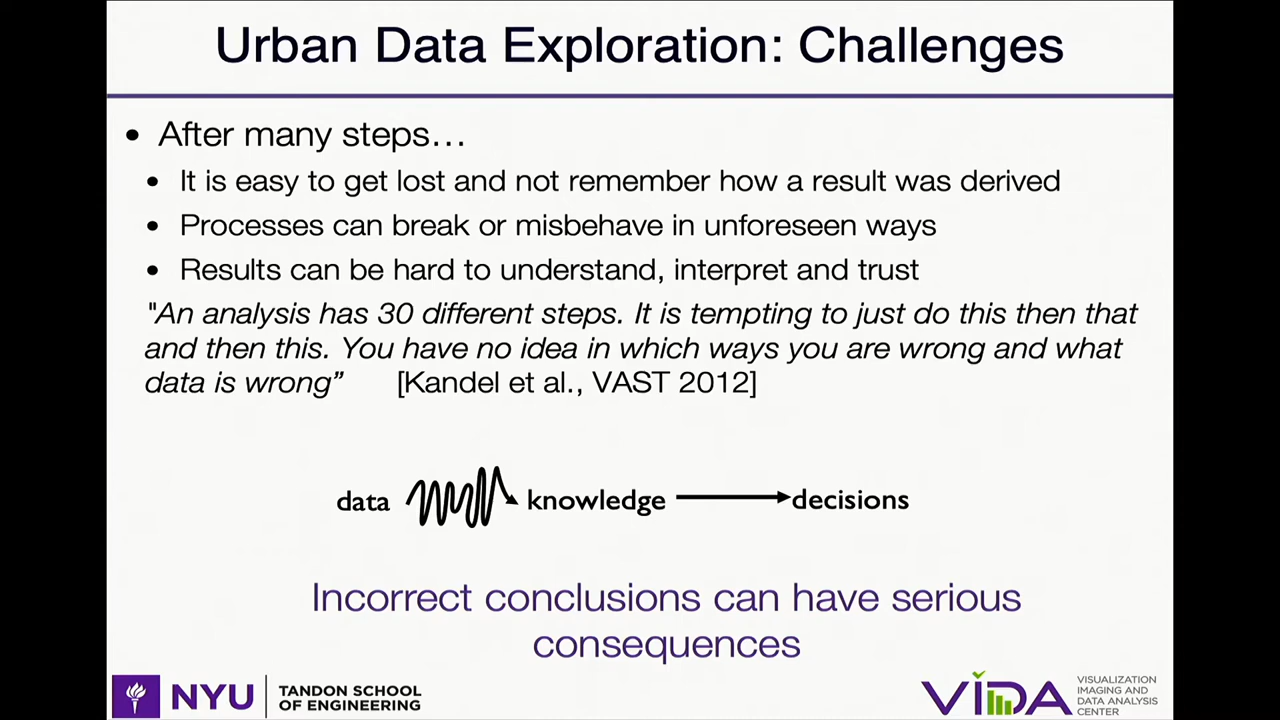 Urban Data Exploration: Challenges
• After many steps…
• It is easy to get lost and not remember how a result was derived
• Processes can break or misbehave in unforeseen ways
• Results can be hard to understand, interpret and trust
"An analysis has 30 different steps. It is tempting to just do this then that
and then this. You have no idea in which ways you are wrong and what
data is wrong” [Kandel et al., VAST 2012]
data knowledge decisions
Incorrect conclusions can have serious
consequences
NYU
TANDON SCHOOL
OF ENGINEERING
VIDA
VISUALIZATION
IMAGING AND
DATA ANALYSIS
CENTER